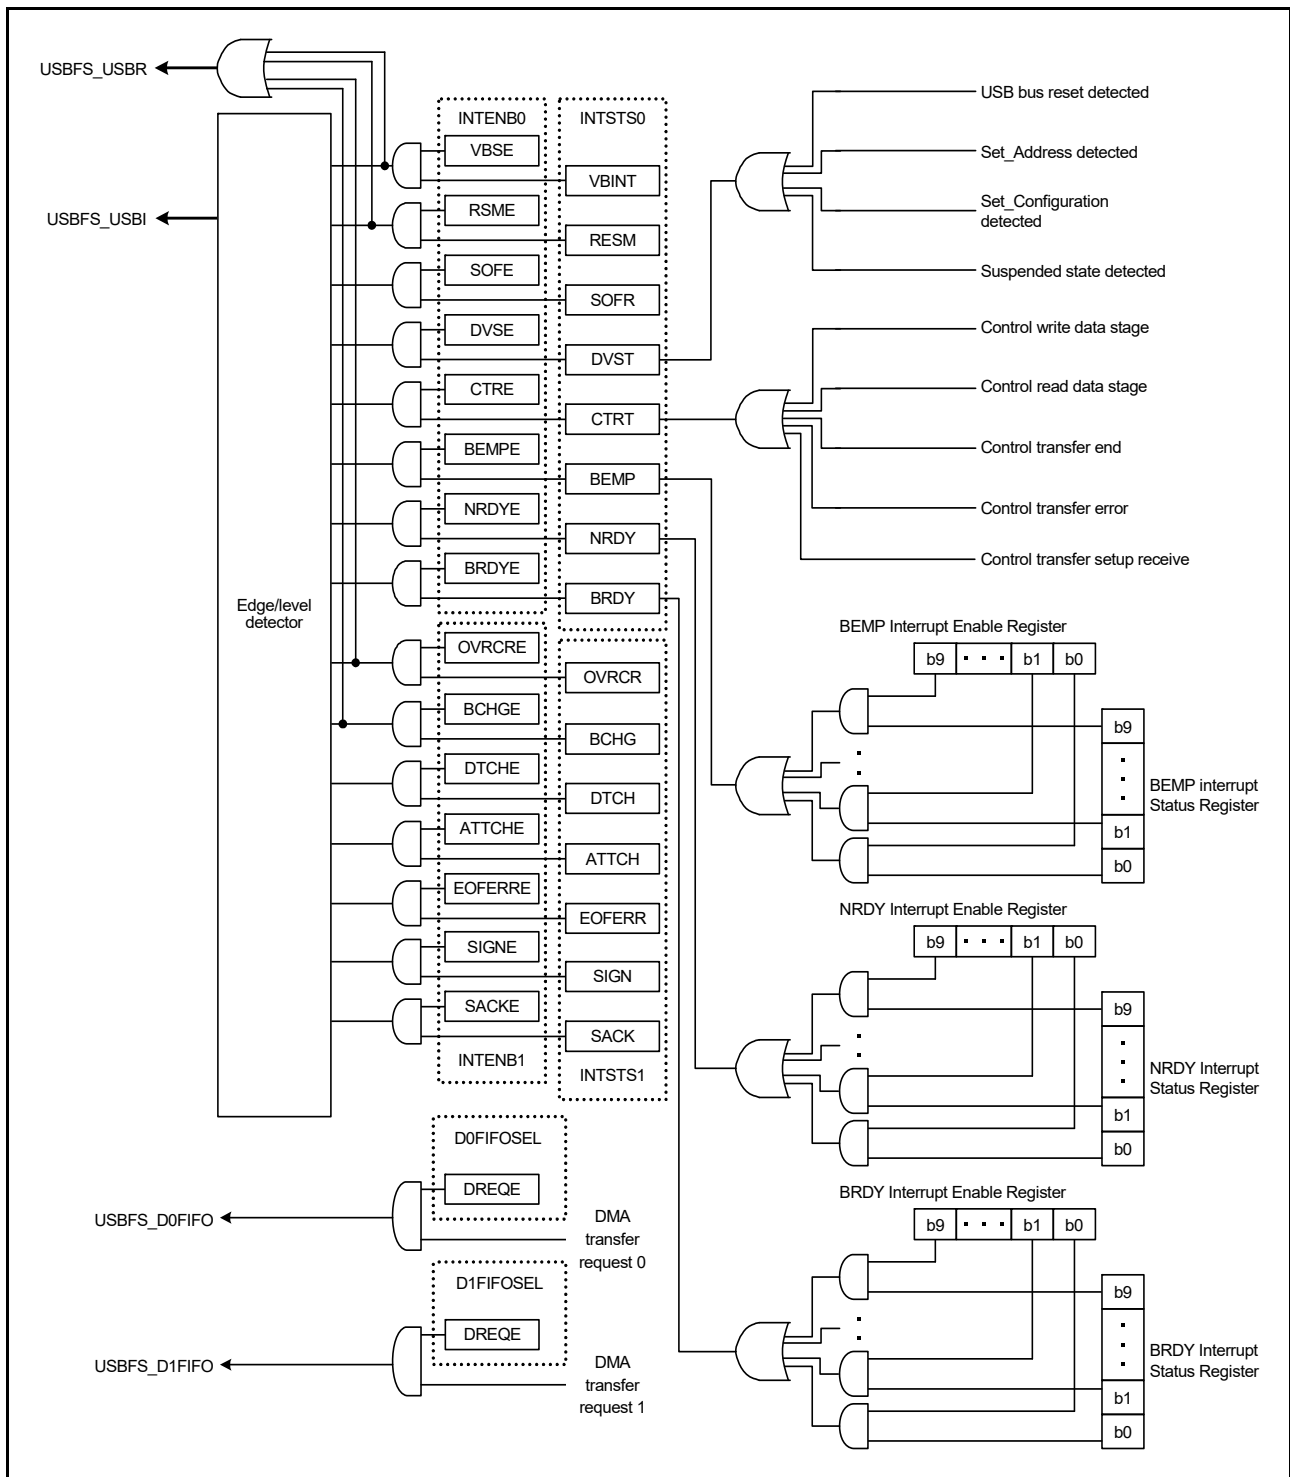 USBFS_USBR
USBFS_USBI
Edge/level
detector
INTENB0
VBSE
RSME
SOFE
DVSE
CTRE
BEMPE
NRDYE
BRDYE
OVRCRE
BCHGE
DTCHE
ATTCHE
EOFERRE
SIGNE
SACKE
INTENB1
INTSTS0
VBINT
RESM
SOFR
DVST
CTRT
BEMP
NRDY
BRDY
OVRCR
BCHG
DTCH
ATTCH
EOFERR
SIGN
SACK
INTSTS1
USB bus reset detected
Set_Address detected
Set_Configuration
detected
Suspended state detected
Control write data stage
Control read data stage
Control transfer end
Control transfer error
Control transfer setup receive
BEMP Interrupt Enable Register
b9 · · · b1 b0
b9
b1
b0
BEMP interrupt
Status Register
NRDY Interrupt Enable Register
b9 · · · b1 b0
b9
b1
b0
NRDY Interrupt
Status Register
BRDY Interrupt Enable Register
b9 · · · b1 b0
b9
b1
b0
BRDY Interrupt
Status Register
D0FIFOSEL
DREQE
USBFS_D0FIFO
DMA
transfer
request 0
D1FIFOSEL
DREQE
USBFS_D1FIFO
DMA
transfer
request 1